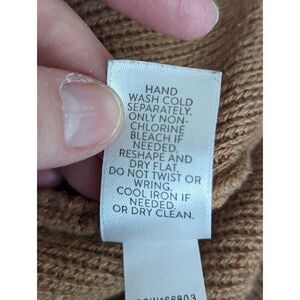 HAND
WASH COLD
SEPARATELY.
ONLY NON-
CHLORINE
BLEACH IF
NEEDED.
RESHAPE AND
DRY FLAT.
DO NOT TWIST OR
WRING.
COOL IRON IF
NEEDED.
OR DRY CLEAN.